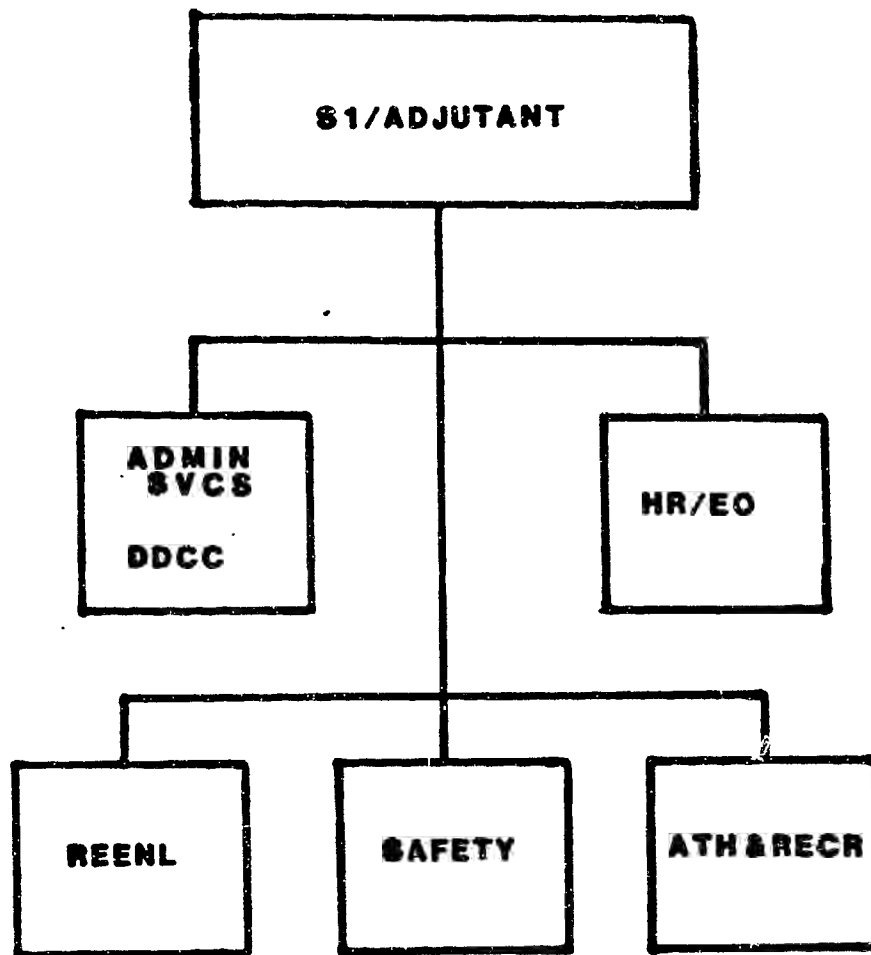 S1/ADJUTANT
ADMIN
SVCS
DDCC
HR/EO
REENL
SAFETY
ATH & RECR